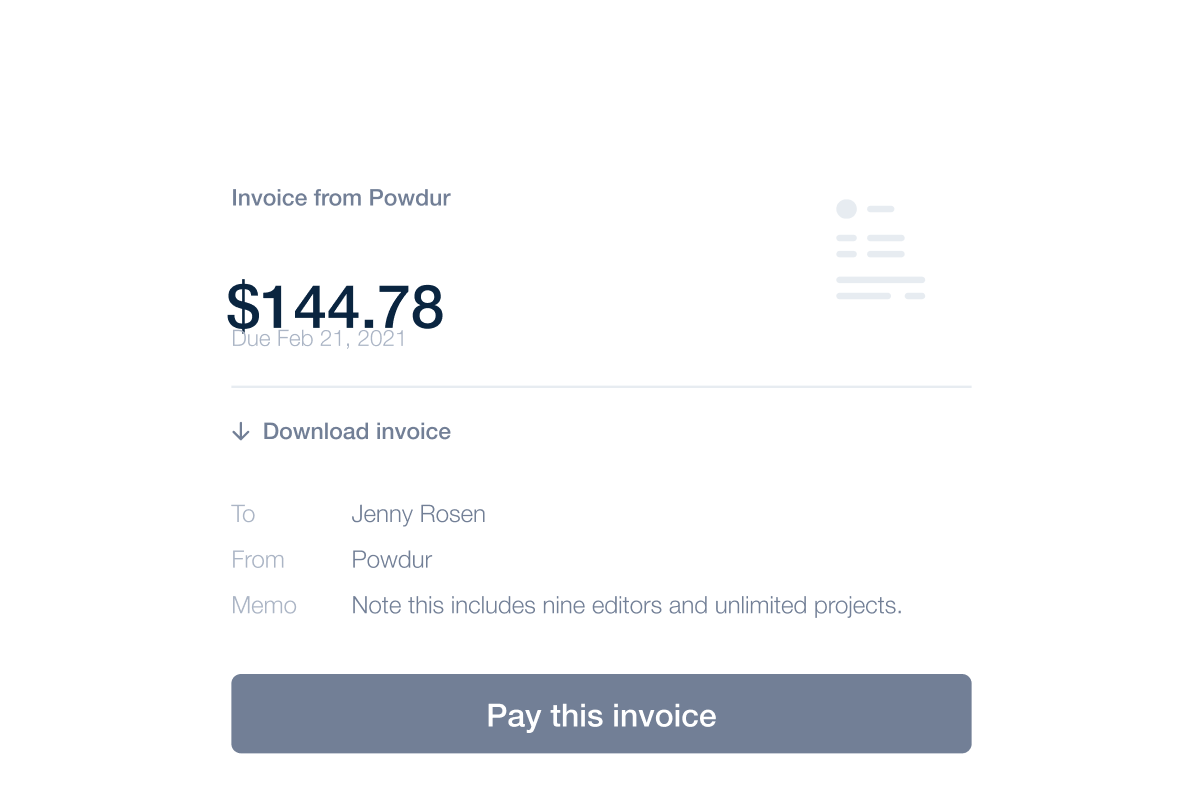 Invoice from Powdur
$144.78
Due Feb 21, 2021
Download invoice
To Jenny Rosen
From Powdur
Memo Note this includes nine editors and unlimited projects.
Pay this invoice